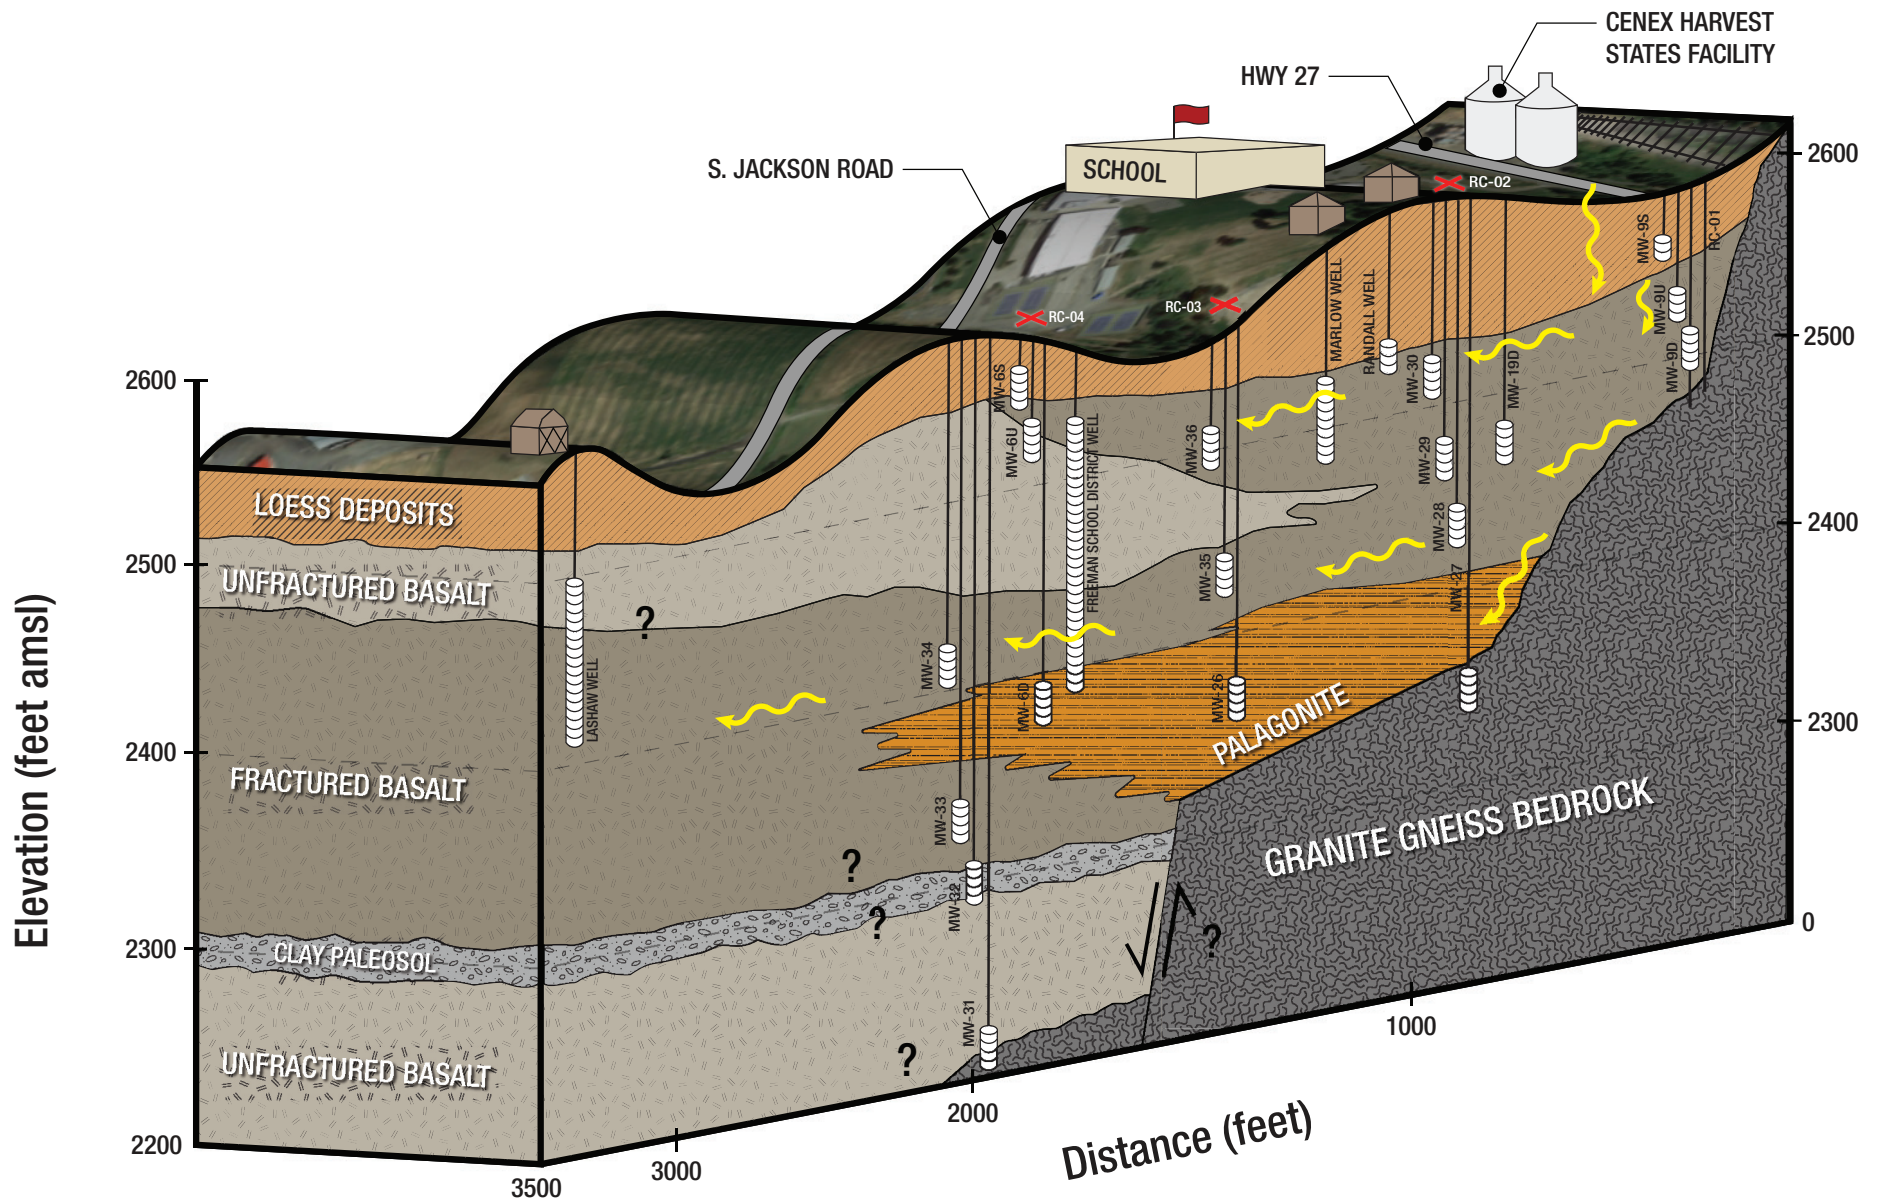 CENEX HARVEST
STATES FACILITY
HWY 27
S. JACKSON ROAD
SCHOOL
RC-02
RC-03
RC-04
RC-01
MW-9S
MW-9U
MW-9D
MARLOW WELL
RANDALL WELL
MW-30
MW-19D
MW-29
MW-28
MW-27
MW-36
MW-35
MW-26
MW-6S
MW-6U
MW-6D
FREEMAN SCHOOL DISTRICT WELL
MW-34
MW-33
MW-32
MW-31
LASHAW WELL
LOESS DEPOSITS
UNFRACTURED BASALT
FRACTURED BASALT
CLAY PALEOSOL
UNFRACTURED BASALT
PALAGONITE
GRANITE GNEISS BEDROCK
?
?
?
?
?
Elevation (feet amsl)
2600
2500
2400
2300
2200
2600
2500
2400
2300
0
1000
2000
3000
3500
Distance (feet)